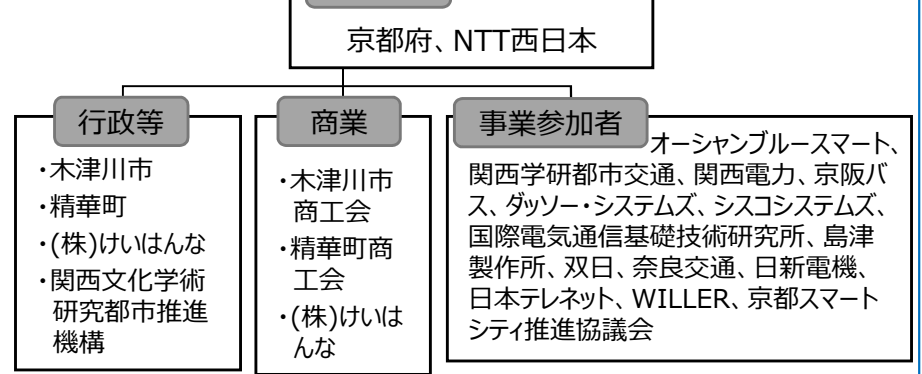 京都府、NTT西日本
行政等
・木津川市
・精華町
・(株)けいはんな
・関西文化学術
研究都市推進
機構
商業
・木津川市
商工会
・精華町商
工会
・(株)けいは
んな
事業参加者
オーシャンブルースマート、
関西学研都市交通、関西電力、京阪バ
ス、ダッソー・システムズ、シスコシステムズ、
国際電気通信基礎技術研究所、島津
製作所、双日、奈良交通、日新電機、
日本テレネット、WILLER、京都スマート
シティ推進協議会